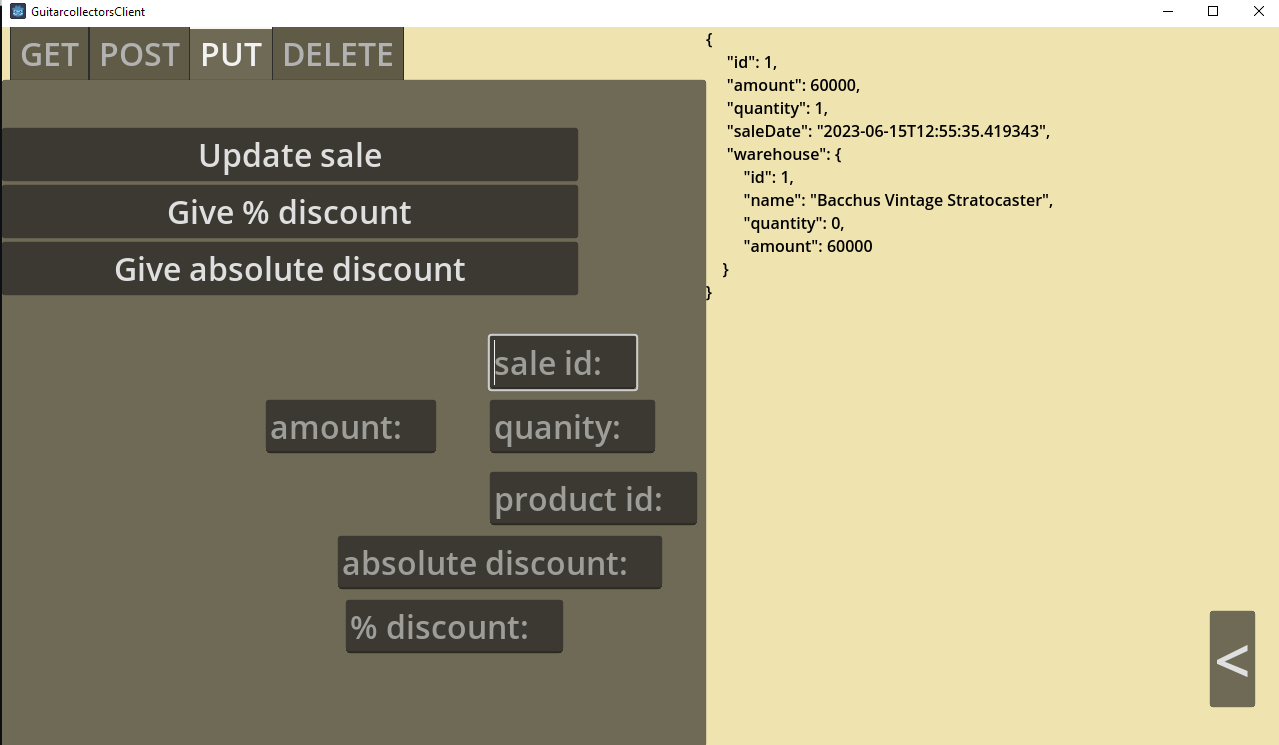 GuitarcollectorsClient
GET POST PUT DELETE
Update sale
Give % discount
Give absolute discount
sale id:
amount: quanity:
product id:
absolute discount:
% discount:
{
"id": 1,
"amount": 60000,
"quantity": 1,
"saleDate": "2023-06-15T12:55:35.419343",
"warehouse": {
"id": 1,
"name": "Bacchus Vintage Stratocaster",
"quantity": 0,
"amount": 60000
}
}
<